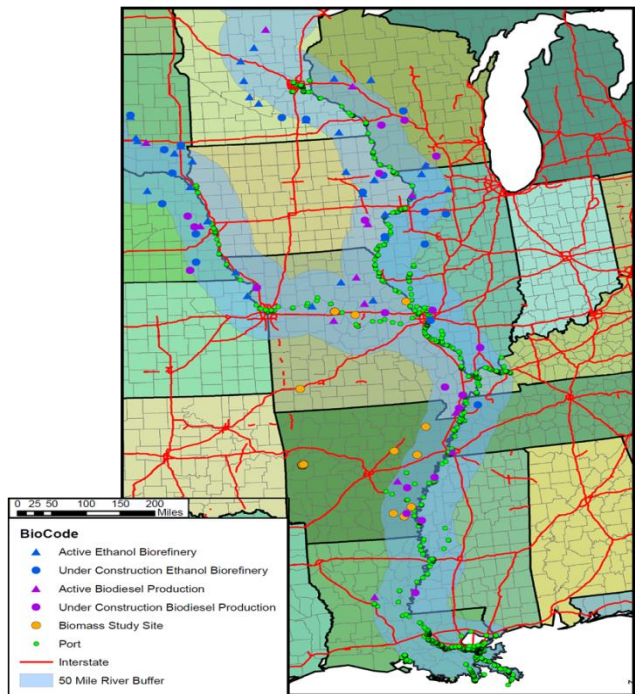 0 25 50 100 150 200
Miles
BioCode
Active Ethanol Biorefinery
Under Construction Ethanol Biorefinery
Active Biodiesel Production
Under Construction Biodiesel Production
Biomass Study Site
Port
Interstate
50 Mile River Buffer